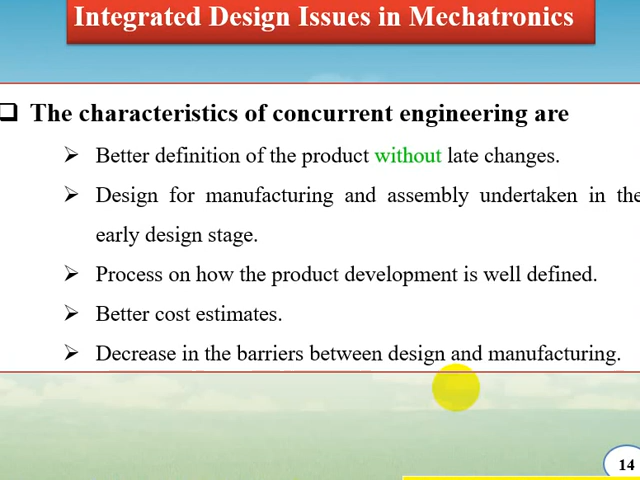 Integrated Design Issues in Mechatronics
❑ The characteristics of concurrent engineering are
➢ Better definition of the product without late changes.
➢ Design for manufacturing and assembly undertaken in the
early design stage.
➢ Process on how the product development is well defined.
➢ Better cost estimates.
➢ Decrease in the barriers between design and manufacturing.
14